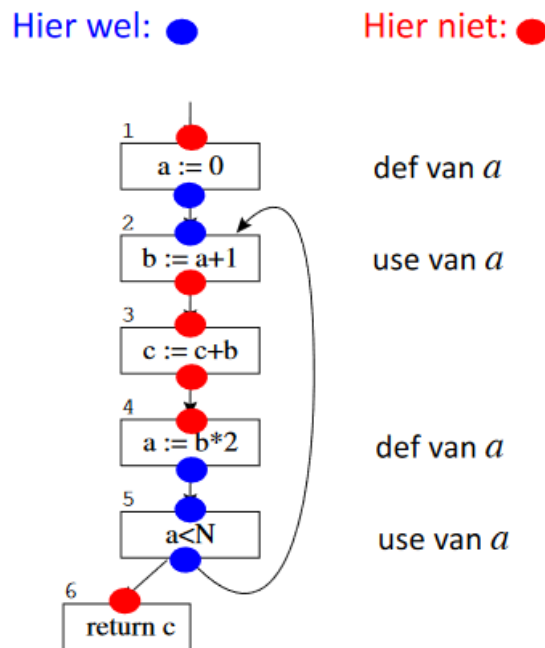 Hier wel:
Hier niet:
1
a := 0
def van a
2
b := a+1
use van a
3
c := c+b
4
a := b*2
def van a
5
a<N
use van a
6
return c